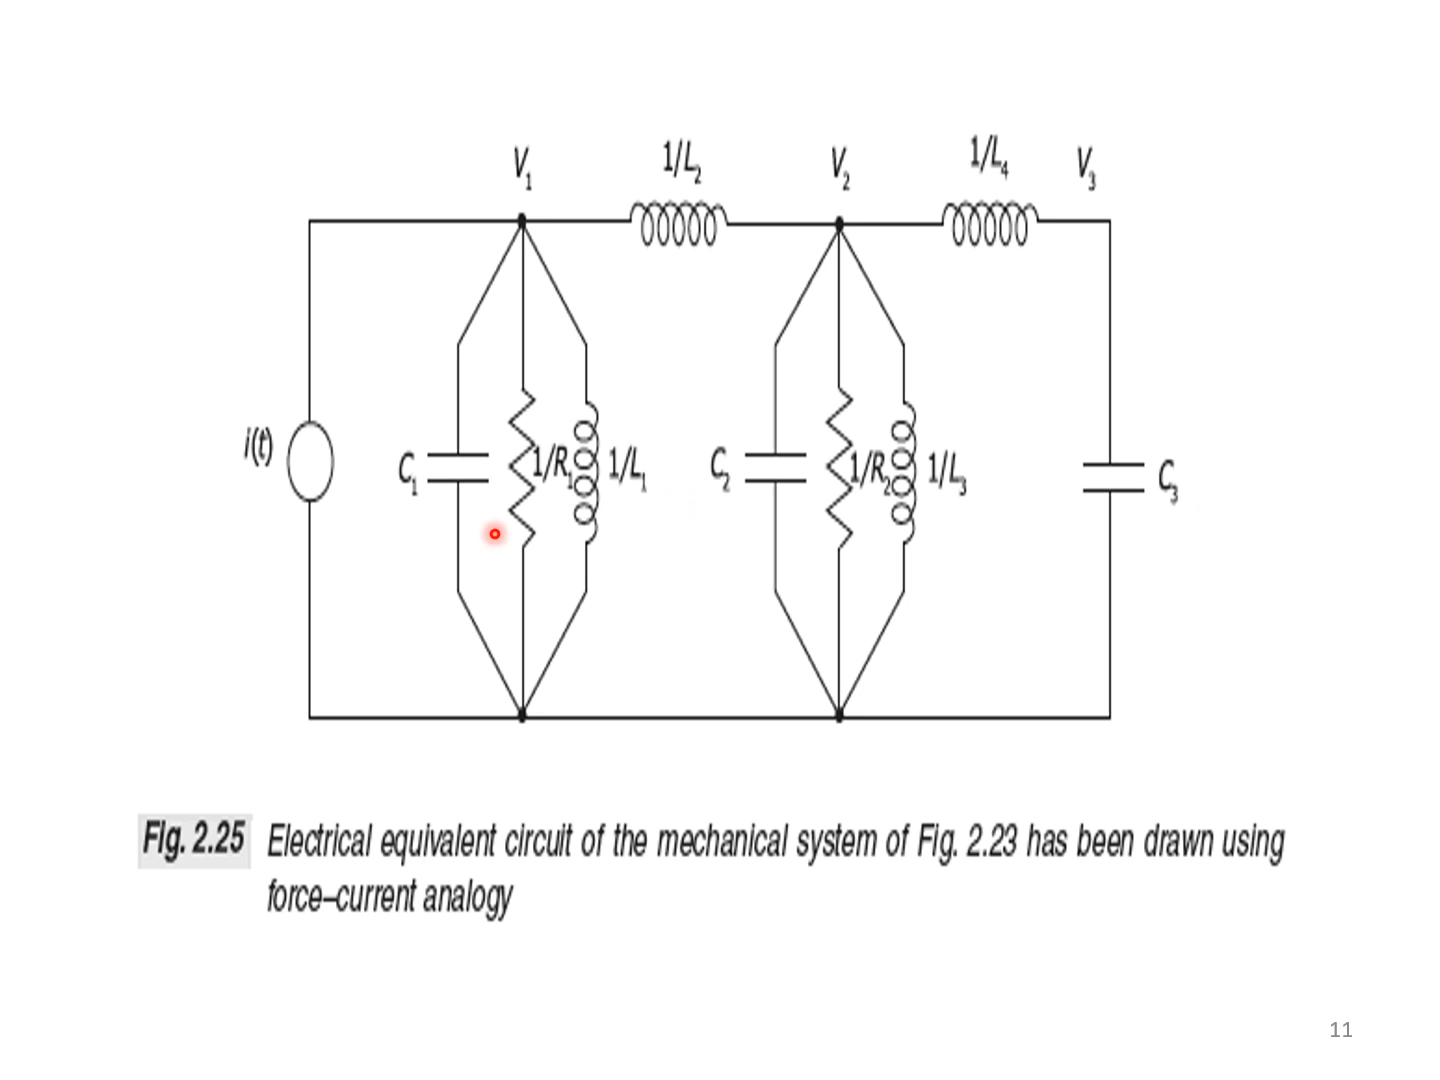 V1 1/L2 V2 1/L4 V3
i(t) C1 1/R1 1/L1 C2 1/R2 1/L3 C3
Fig. 2.25 Electrical equivalent circuit of the mechanical system of Fig. 2.23 has been drawn using
force–current analogy
11